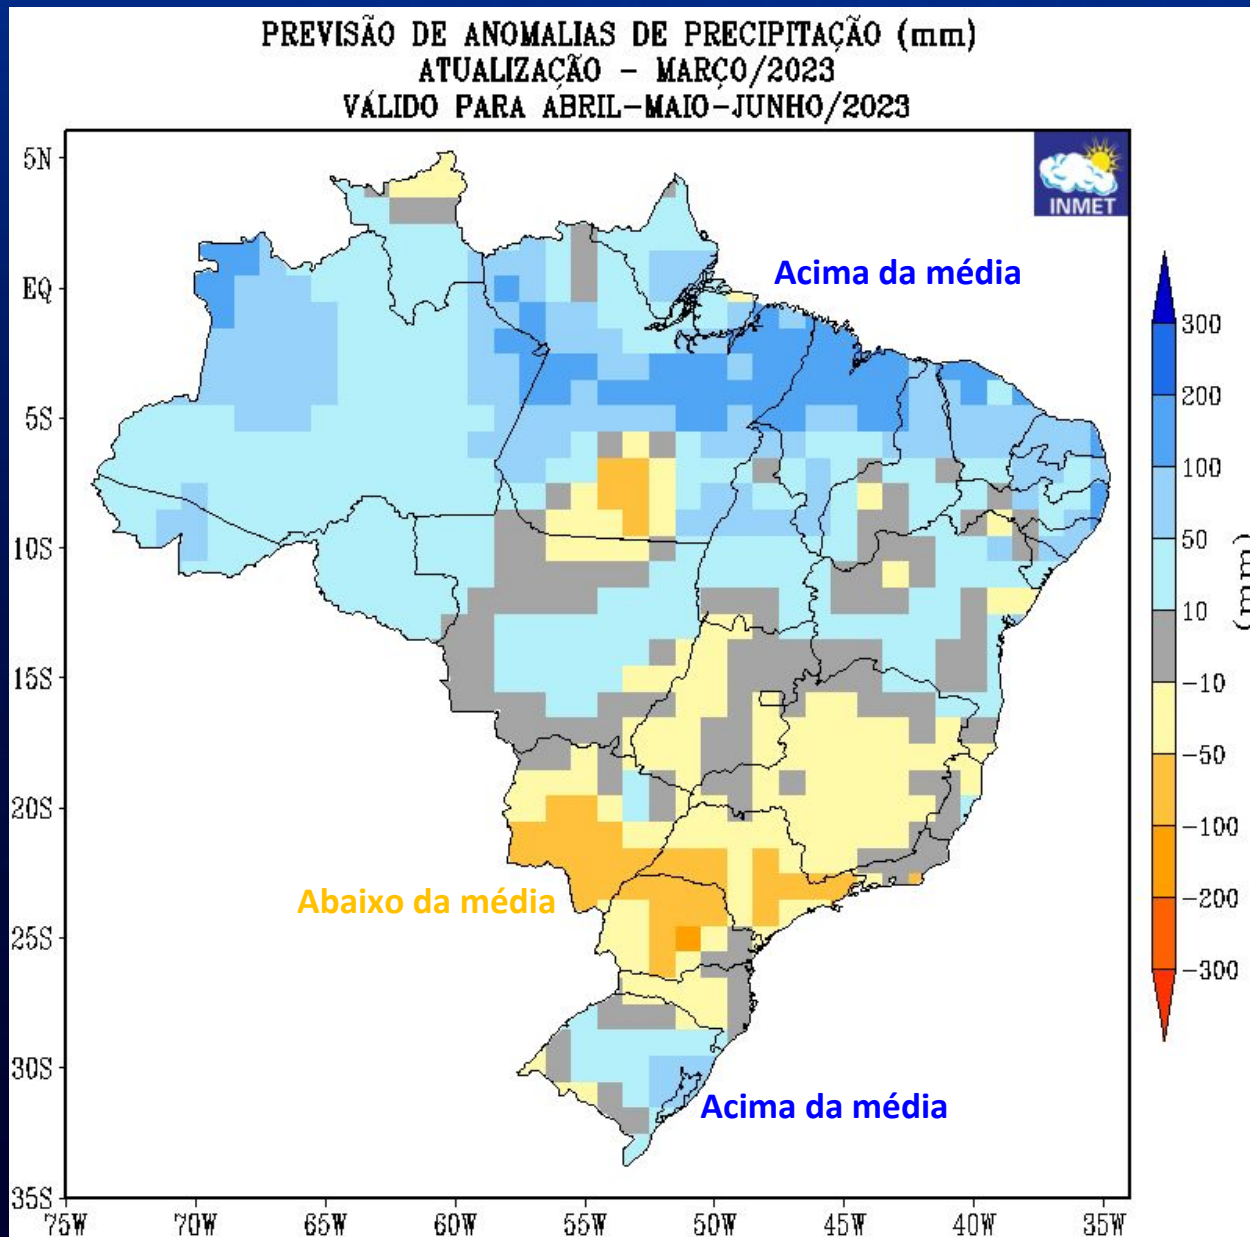 PREVISÃO DE ANOMALIAS DE PRECIPITAÇÃO (mm)
ATUALIZAÇÃO - MARÇO/2023
VÁLIDO PARA ABRIL-MAIO-JUNHO/2023
5N
INMET
Acima da média
EQ
300
200
5S
100
50
10S
(mm)
10
15S
-10
-50
20S
-100
Abaixo da média
-200
25S
-300
30S
Acima da média
35S
75W 70W 65W 60W 55W 50W 45W 40W 35W